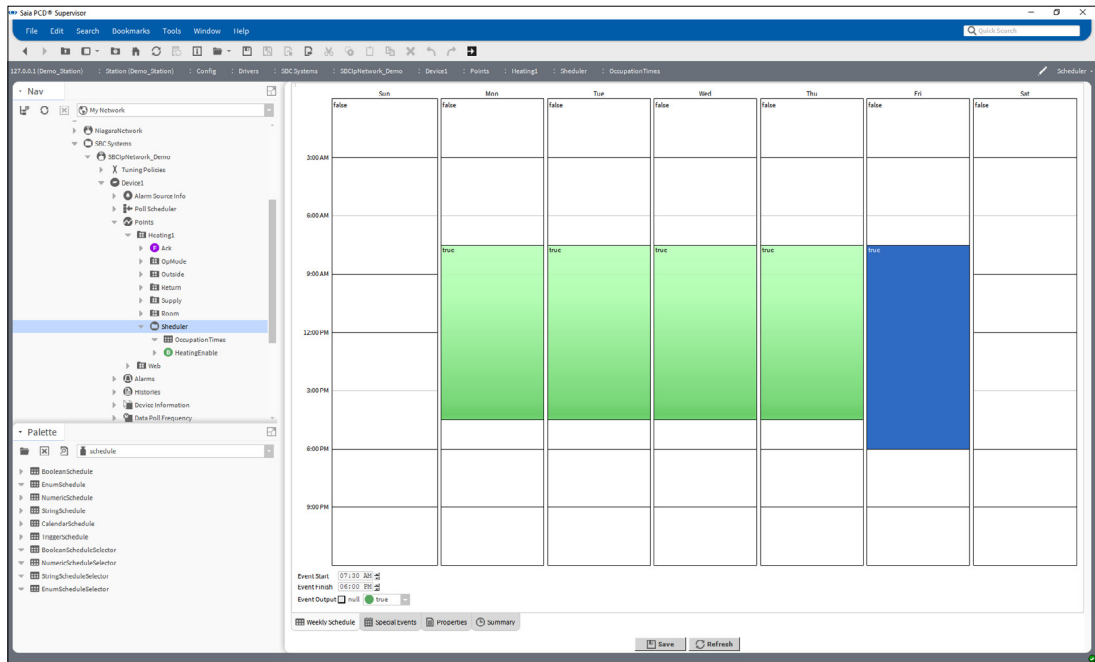 Saia PCD® Supervisor
File Edit Search Bookmarks Tools Window Help
Quick Search
127.0.0.1 (Demo_Station) : Station (Demo_Station) : Config : Drivers : SBC Systems : SBCIpNetwork_Demo : Device1 : Points : Heating1 : Sheduler : OccupationTimes
Scheduler
Nav
My Network
NiagaraNetwork
SBC Systems
SBCIpNetwork_Demo
Tuning Policies
Device1
Alarm Source Info
Poll Scheduler
Points
Heating1
F Ark
OpMode
Outside
Return
Supply
Room
Sheduler
OccupationTimes
B HeatingEnable
Web
Alarms
Histories
Device Information
Data Poll Frequency
Palette
schedule
BooleanSchedule
EnumSchedule
NumericSchedule
StringSchedule
CalendarSchedule
TriggerSchedule
BooleanScheduleSelector
NumericScheduleSelector
StringScheduleSelector
EnumScheduleSelector
Sun Mon Tue Wed Thu Fri Sat
false false false false false false false
3:00 AM
6:00 AM
true true true true true
9:00 AM
12:00 PM
3:00 PM
6:00 PM
9:00 PM
Event Start 07:30 AM
Event Finish 06:00 PM
Event Output null true
Weekly Schedule Special Events Properties Summary
Save Refresh